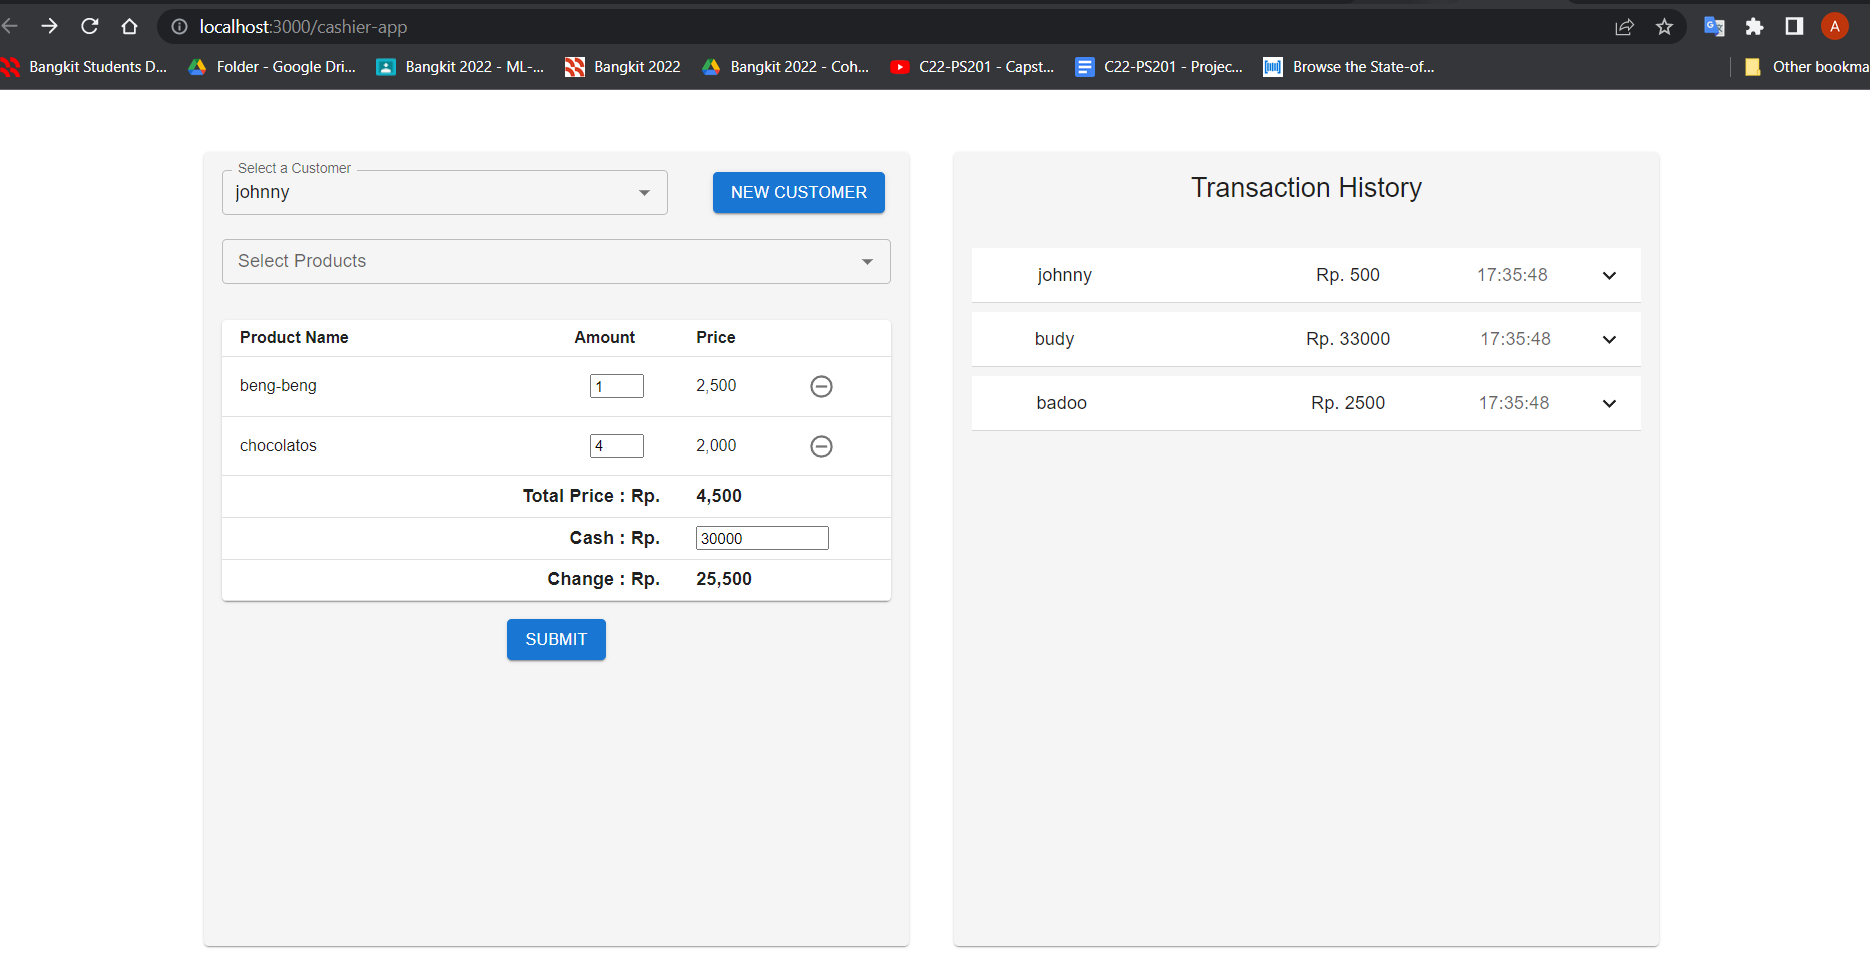 localhost:3000/cashier-app
A
Bangkit Students D...
Folder - Google Dri...
Bangkit 2022 - ML-...
Bangkit 2022
Bangkit 2022 - Coh...
C22-PS201 - Capst...
C22-PS201 - Projec...
Browse the State-of...
Other bookma
Select a Customer
johnny
NEW CUSTOMER
Select Products
Product Name Amount Price
beng-beng 1 2,500
chocolatos 4 2,000
Total Price : Rp. 4,500
Cash : Rp. 30000
Change : Rp. 25,500
SUBMIT
Transaction History
johnny Rp. 500 17:35:48
budy Rp. 33000 17:35:48
badoo Rp. 2500 17:35:48